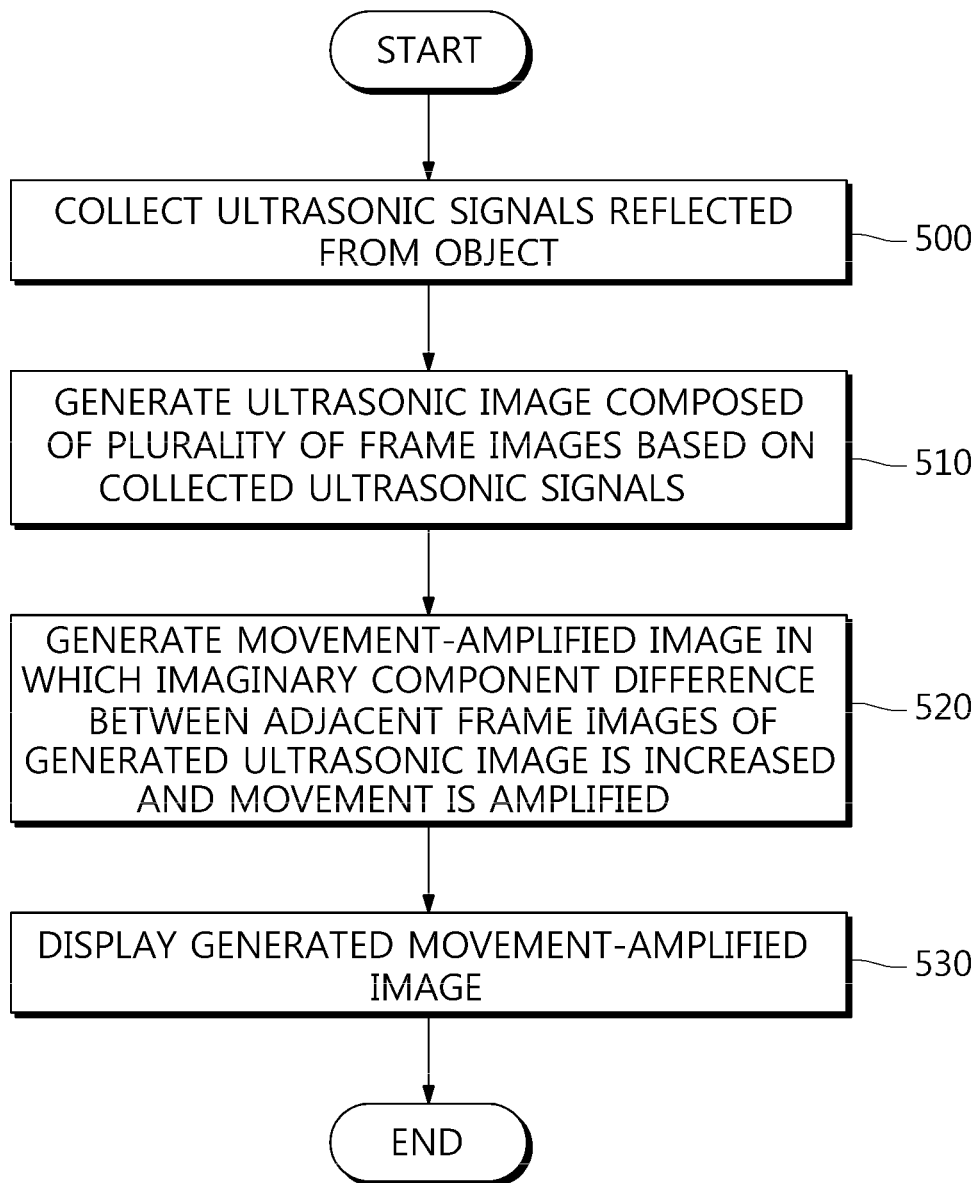 START
COLLECT ULTRASONIC SIGNALS REFLECTED
FROM OBJECT
500
GENERATE ULTRASONIC IMAGE COMPOSED
OF PLURALITY OF FRAME IMAGES BASED ON
COLLECTED ULTRASONIC SIGNALS
510
GENERATE MOVEMENT-AMPLIFIED IMAGE IN
WHICH IMAGINARY COMPONENT DIFFERENCE
BETWEEN ADJACENT FRAME IMAGES OF
GENERATED ULTRASONIC IMAGE IS INCREASED
AND MOVEMENT IS AMPLIFIED
520
DISPLAY GENERATED MOVEMENT-AMPLIFIED
IMAGE
530
END